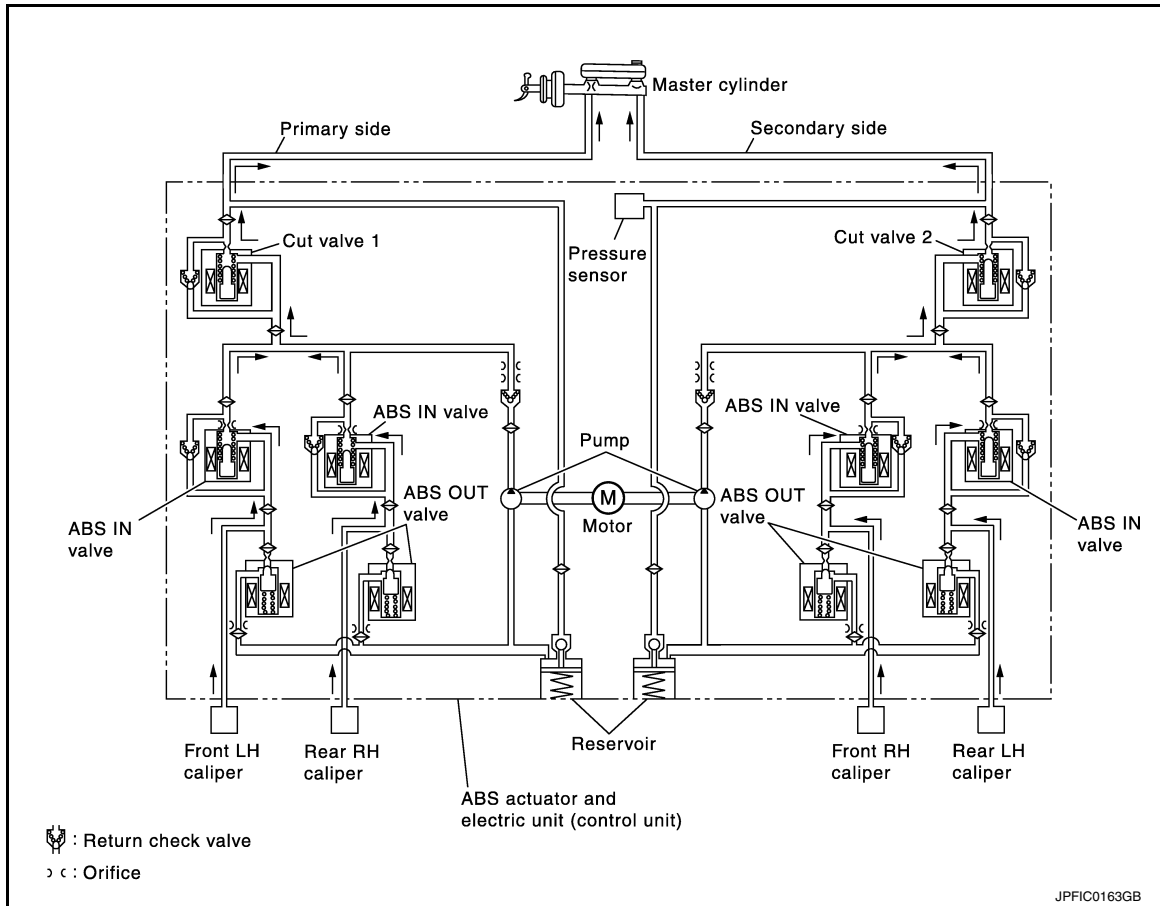 Master cylinder
Primary side
Secondary side
Cut valve 1
Pressure
sensor
Cut valve 2
ABS IN valve
ABS IN valve
Pump
ABS OUT
valve
M
Motor
ABS OUT
valve
ABS IN
valve
ABS IN
valve
Front LH
caliper
Rear RH
caliper
Reservoir
Front RH
caliper
Rear LH
caliper
ABS actuator and
electric unit (control unit)
: Return check valve
: Orifice
JPFIC0163GB